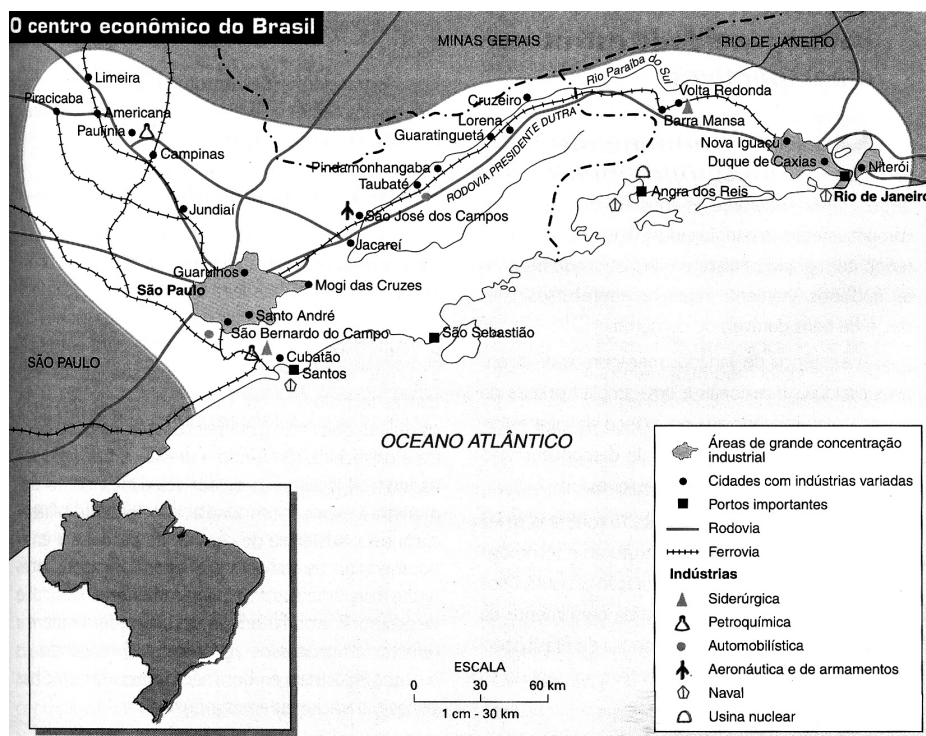 O centro econômico do Brasil
MINAS GERAIS
RIO DE JANEIRO
Rio Paraíba do Sul
Limeira
Piracicaba
Americana
Paulínia
Campinas
Jundiaí
Cruzeiro
Lorena
Guaratinguetá
Volta Redonda
Barra Mansa
Nova Iguaçu
Duque de Caxias
Niterói
Rio de Janeiro
Pindamonhangaba
Taubaté
RODOVIA PRESIDENTE DUTRA
Angra dos Reis
São José dos Campos
Jacareí
Guarulhos
São Paulo
Mogi das Cruzes
Santo André
São Bernardo do Campo
São Sebastião
Cubatão
Santos
SÃO PAULO
OCEANO ATLÂNTICO
Áreas de grande concentração
industrial
Cidades com indústrias variadas
Portos importantes
Rodovia
Ferrovia
Indústrias
Siderúrgica
Petroquímica
Automobilística
Aeronáutica e de armamentos
Naval
Usina nuclear
ESCALA
0 30 60 km
1 cm - 30 km